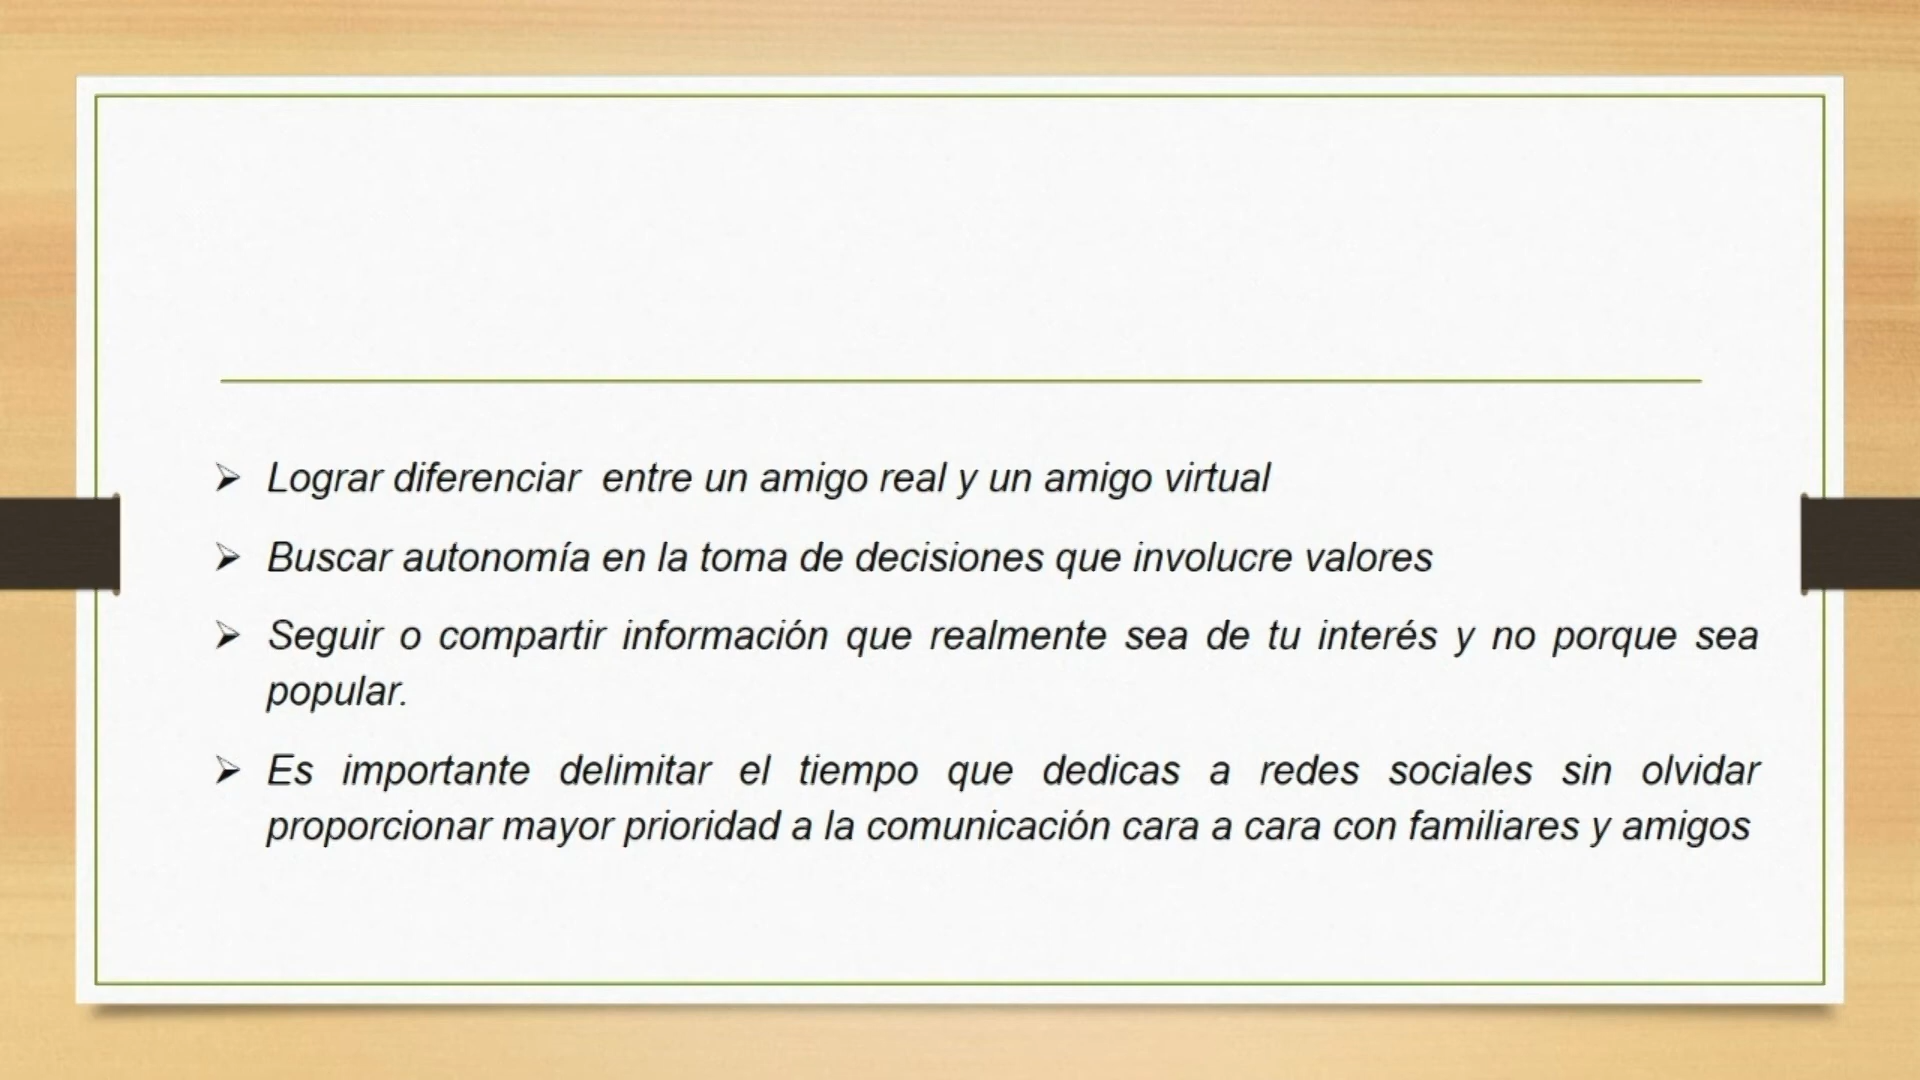 Lograr diferenciar entre un amigo real y un amigo virtual
Buscar autonomía en la toma de decisiones que involucre valores
Seguir o compartir información que realmente sea de tu interés y no porque sea
popular.
Es importante delimitar el tiempo que dedicas a redes sociales sin olvidar
proporcionar mayor prioridad a la comunicación cara a cara con familiares y amigos